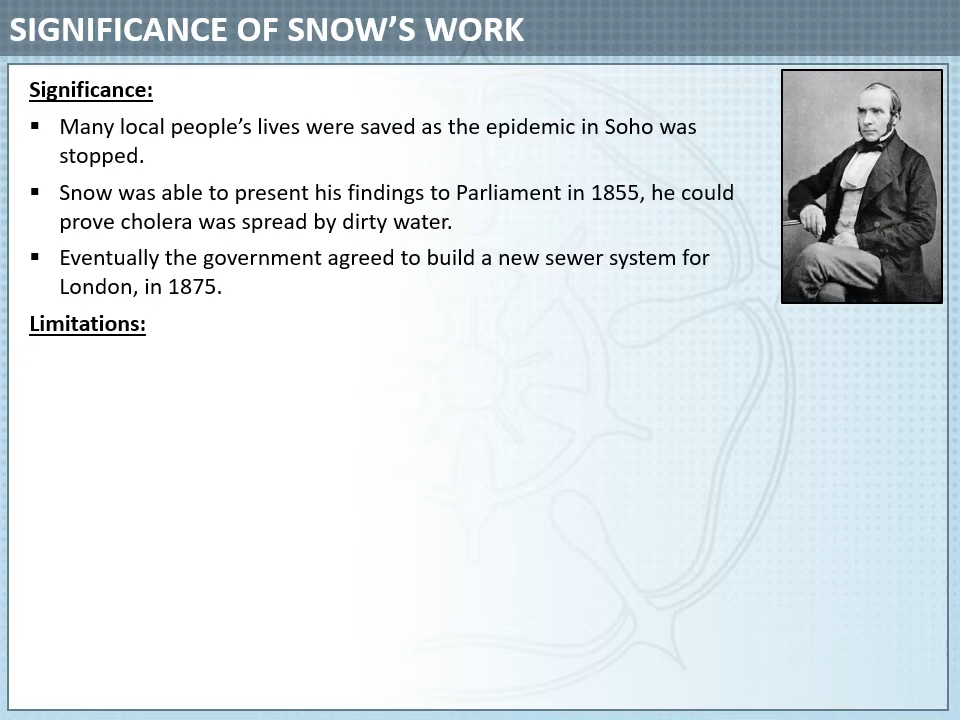 SIGNIFICANCE OF SNOW’S WORK
Significance:
▪ Many local people’s lives were saved as the epidemic in Soho was
stopped.
▪ Snow was able to present his findings to Parliament in 1855, he could
prove cholera was spread by dirty water.
▪ Eventually the government agreed to build a new sewer system for
London, in 1875.
Limitations: